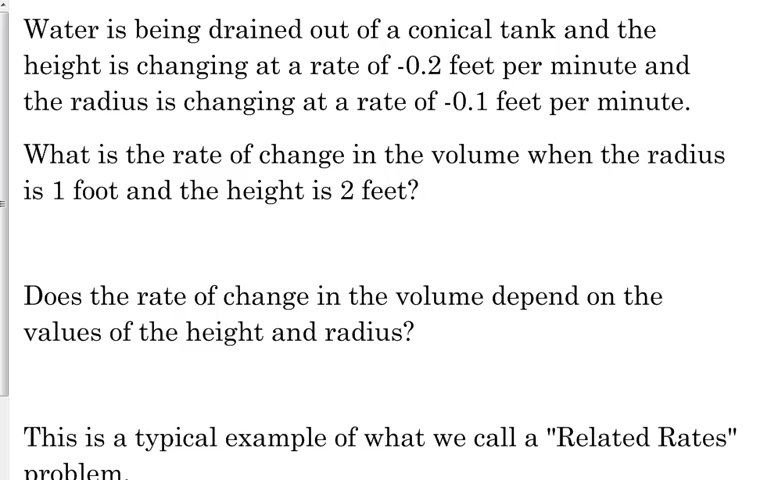 Water is being drained out of a conical tank and the
height is changing at a rate of -0.2 feet per minute and
the radius is changing at a rate of -0.1 feet per minute.
What is the rate of change in the volume when the radius
is 1 foot and the height is 2 feet?
Does the rate of change in the volume depend on the
values of the height and radius?
This is a typical example of what we call a "Related Rates"
problem.